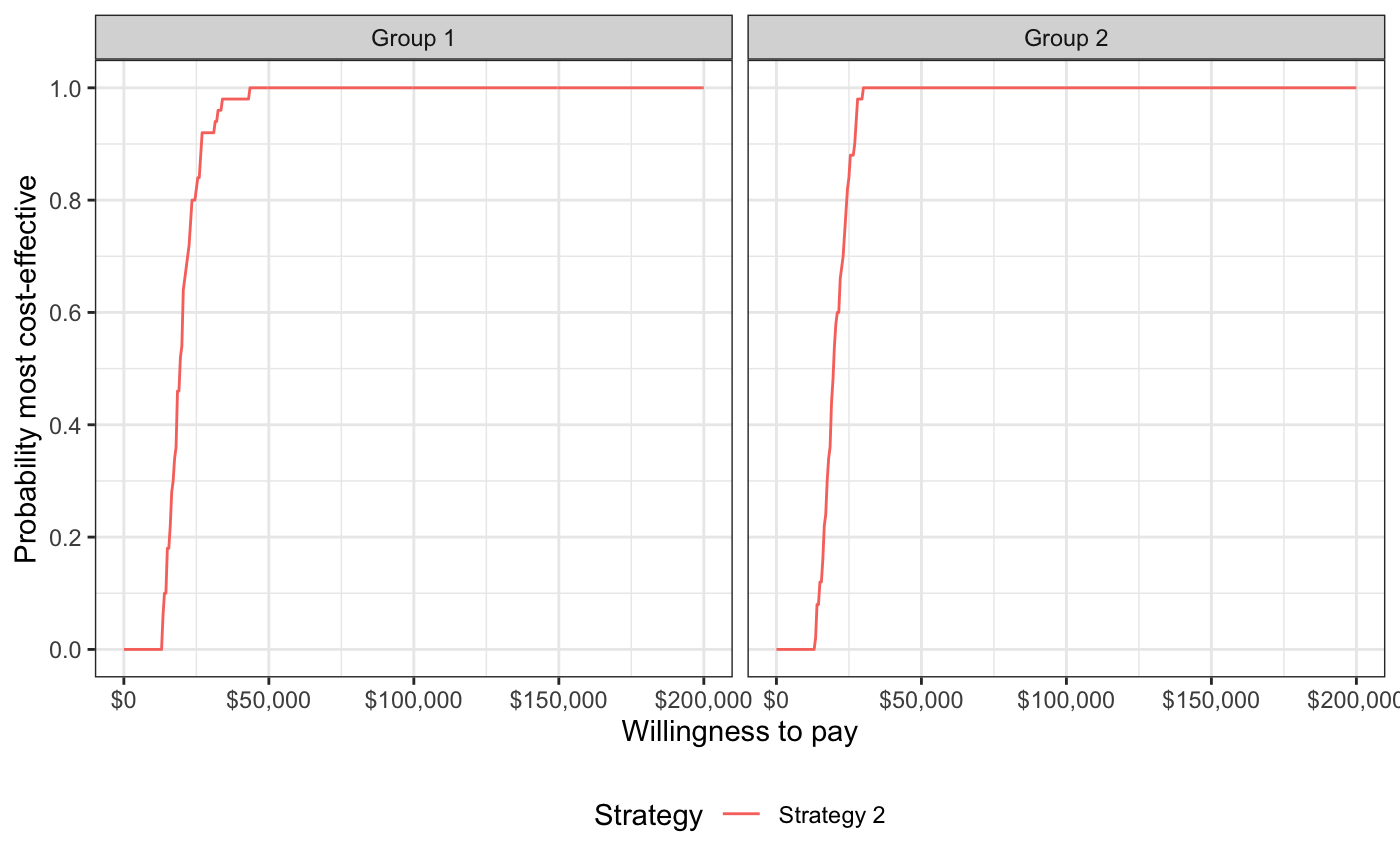 Group 1
Group 2
Probability most cost-effective
1.0
0.8
0.6
0.4
0.2
0.0
$0 $50,000 $100,000 $150,000 $200,000 $0 $50,000 $100,000 $150,000 $200,000
Willingness to pay
Strategy Strategy 2